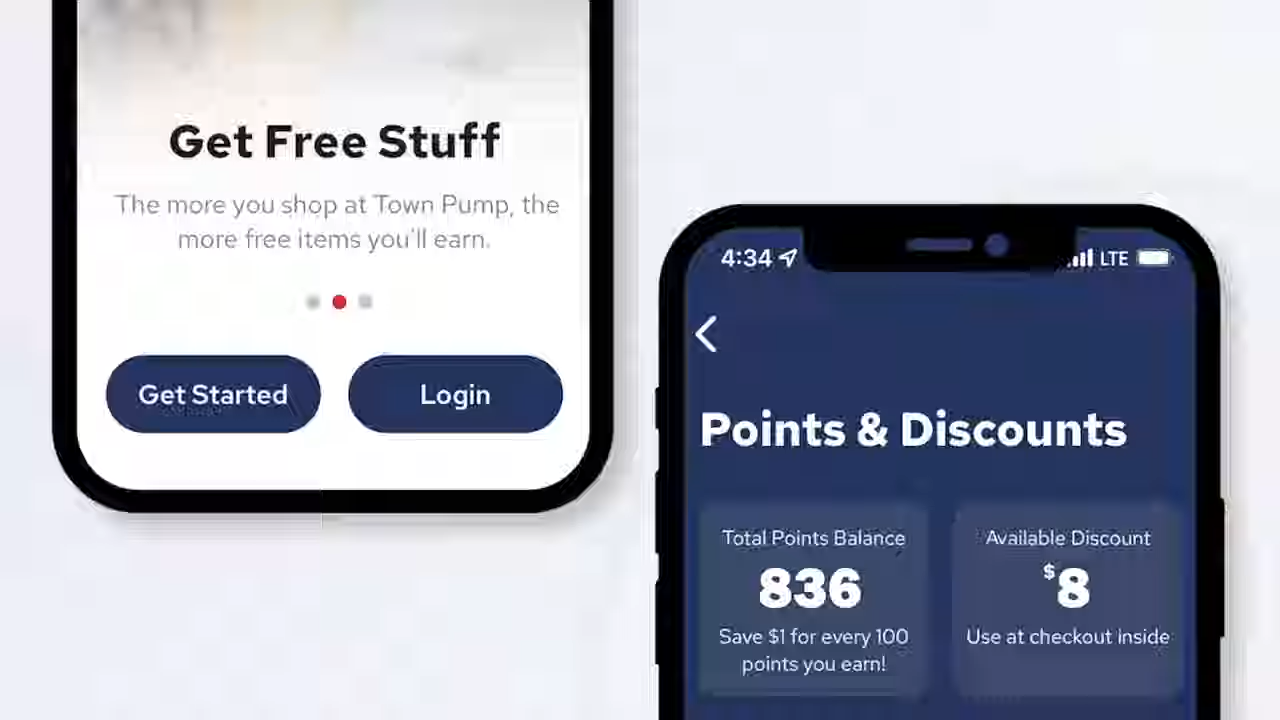 Get Free Stuff
The more you shop at Town Pump, the
more free items you'll earn.
Get Started
Login
4:34
LTE
Points & Discounts
Total Points Balance
836
Save $1 for every 100
points you earn!
Available Discount
$8
Use at checkout inside